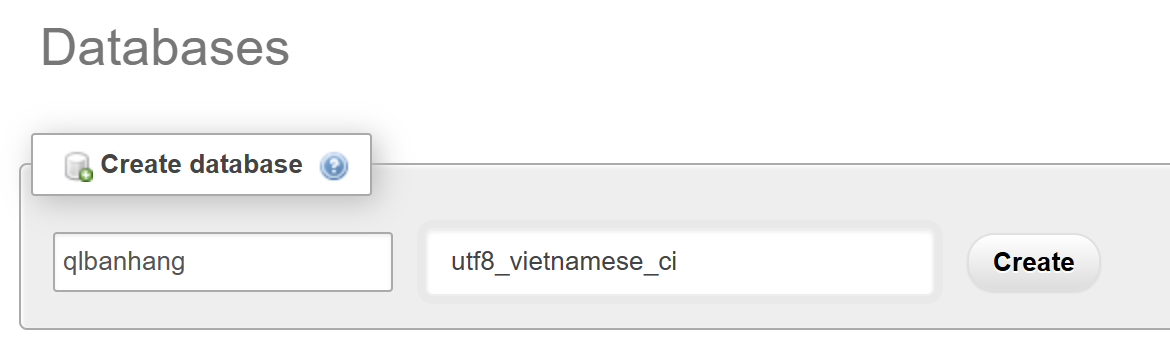 Databases
Create database
qlbanhang utf8_vietnamese_ci Create